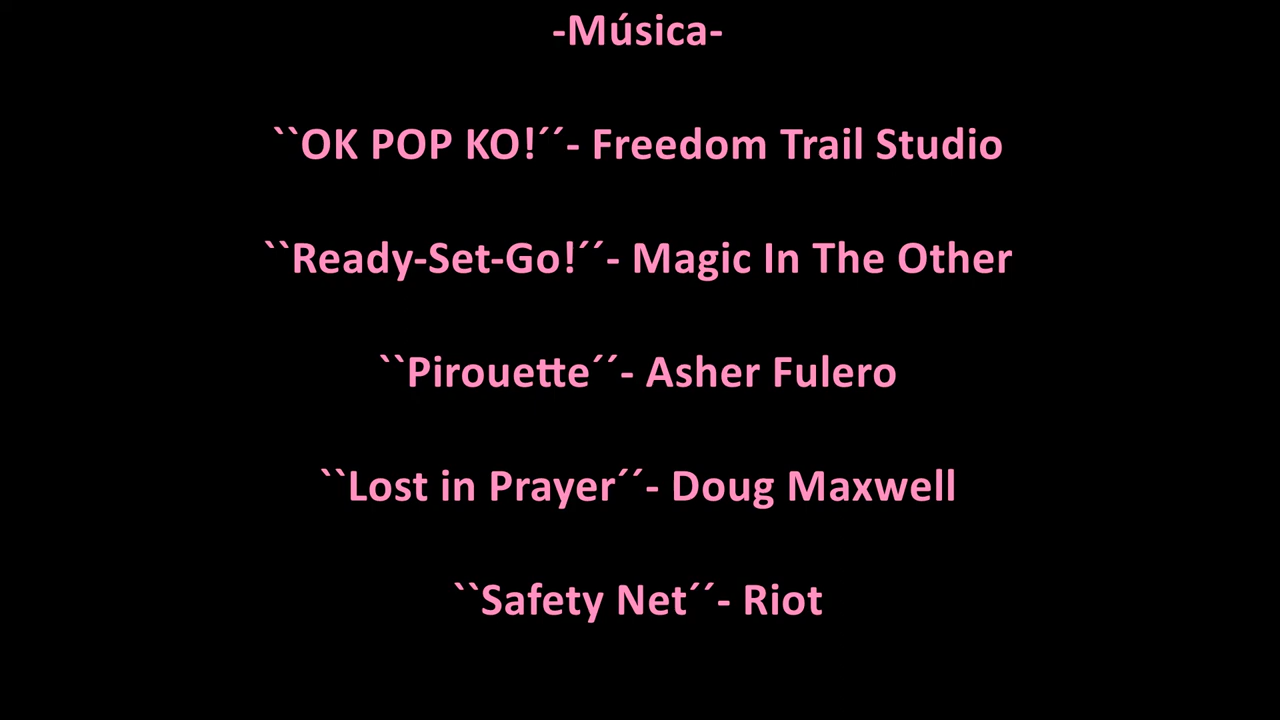 -Música-
``OK POP KO!´´- Freedom Trail Studio
``Ready-Set-Go!´´- Magic In The Other
``Pirouette´´- Asher Fulero
``Lost in Prayer´´- Doug Maxwell
``Safety Net´´- Riot